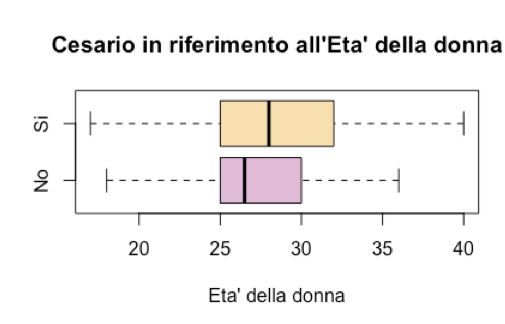 Cesario in riferimento all'Eta' della donna
Si
No
20 25 30 35 40
Eta' della donna